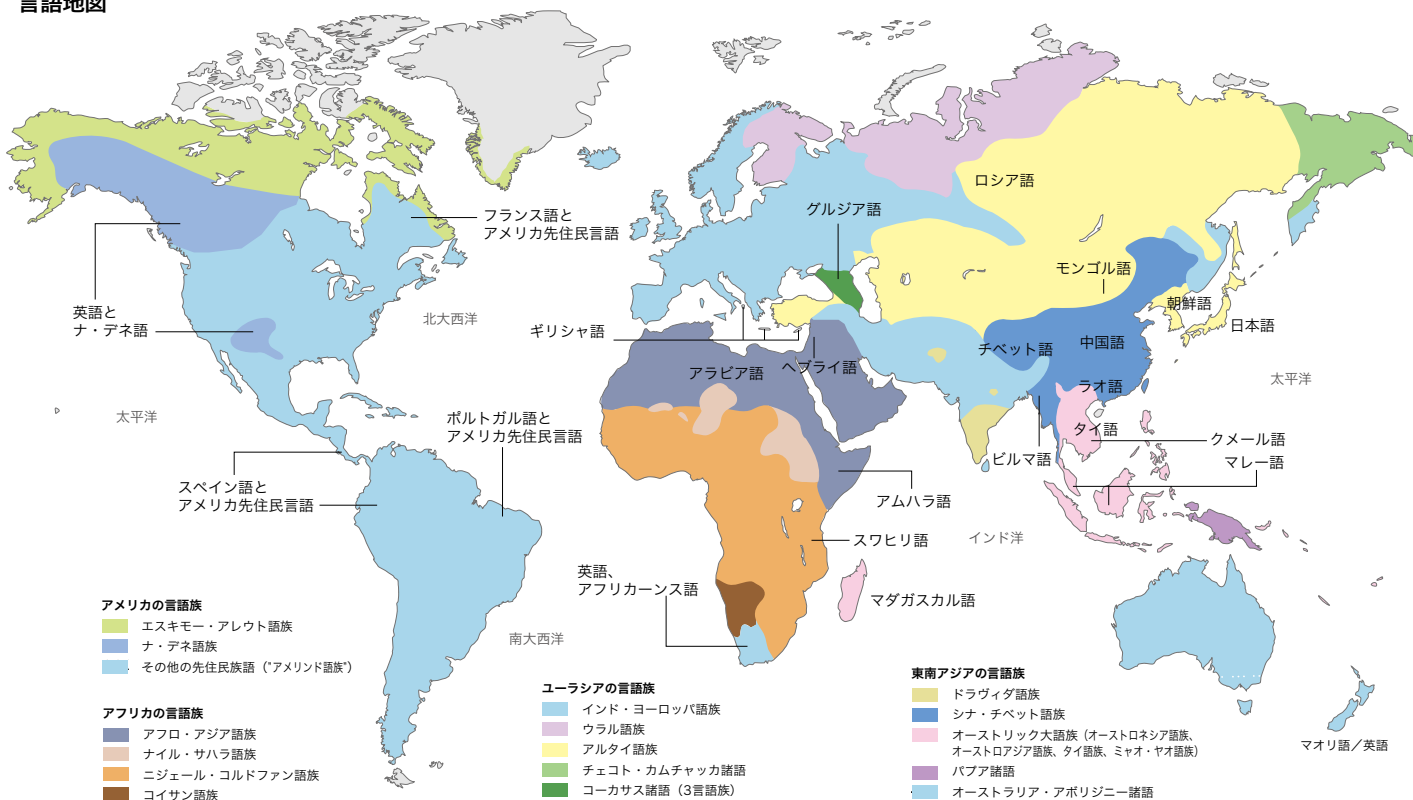 言語地図
フランス語と
アメリカ先住民言語
英語と
ナ・デネ語
北大西洋
太平洋
ポルトガル語と
アメリカ先住民言語
スペイン語と
アメリカ先住民言語
南大西洋
ロシア語
グルジア語
モンゴル語
朝鮮語
日本語
ギリシャ語
チベット語
中国語
アラビア語
ヘブライ語
ラオ語
太平洋
タイ語
クメール語
ビルマ語
マレー語
アムハラ語
スワヒリ語
インド洋
英語、
アフリカーンス語
マダガスカル語
マオリ語／英語
アメリカの言語族
エスキモー・アレウト語族
ナ・デネ語族
その他の先住民族語（"アメリンド語族"）
アフリカの言語族
アフロ・アジア語族
ナイル・サハラ語族
ニジェール・コルドファン語族
コイサン語族
ユーラシアの言語族
インド・ヨーロッパ語族
ウラル語族
アルタイ語族
チェコト・カムチャッカ諸語
コーカサス諸語（3言語族）
東南アジアの言語族
ドラヴィダ語族
シナ・チベット語族
オーストリック大語族（オーストロネシア語族、
オーストロアジア語族、タイ語族、ミャオ・ヤオ語族）
パプア諸語
オーストラリア・アボリジニー諸語